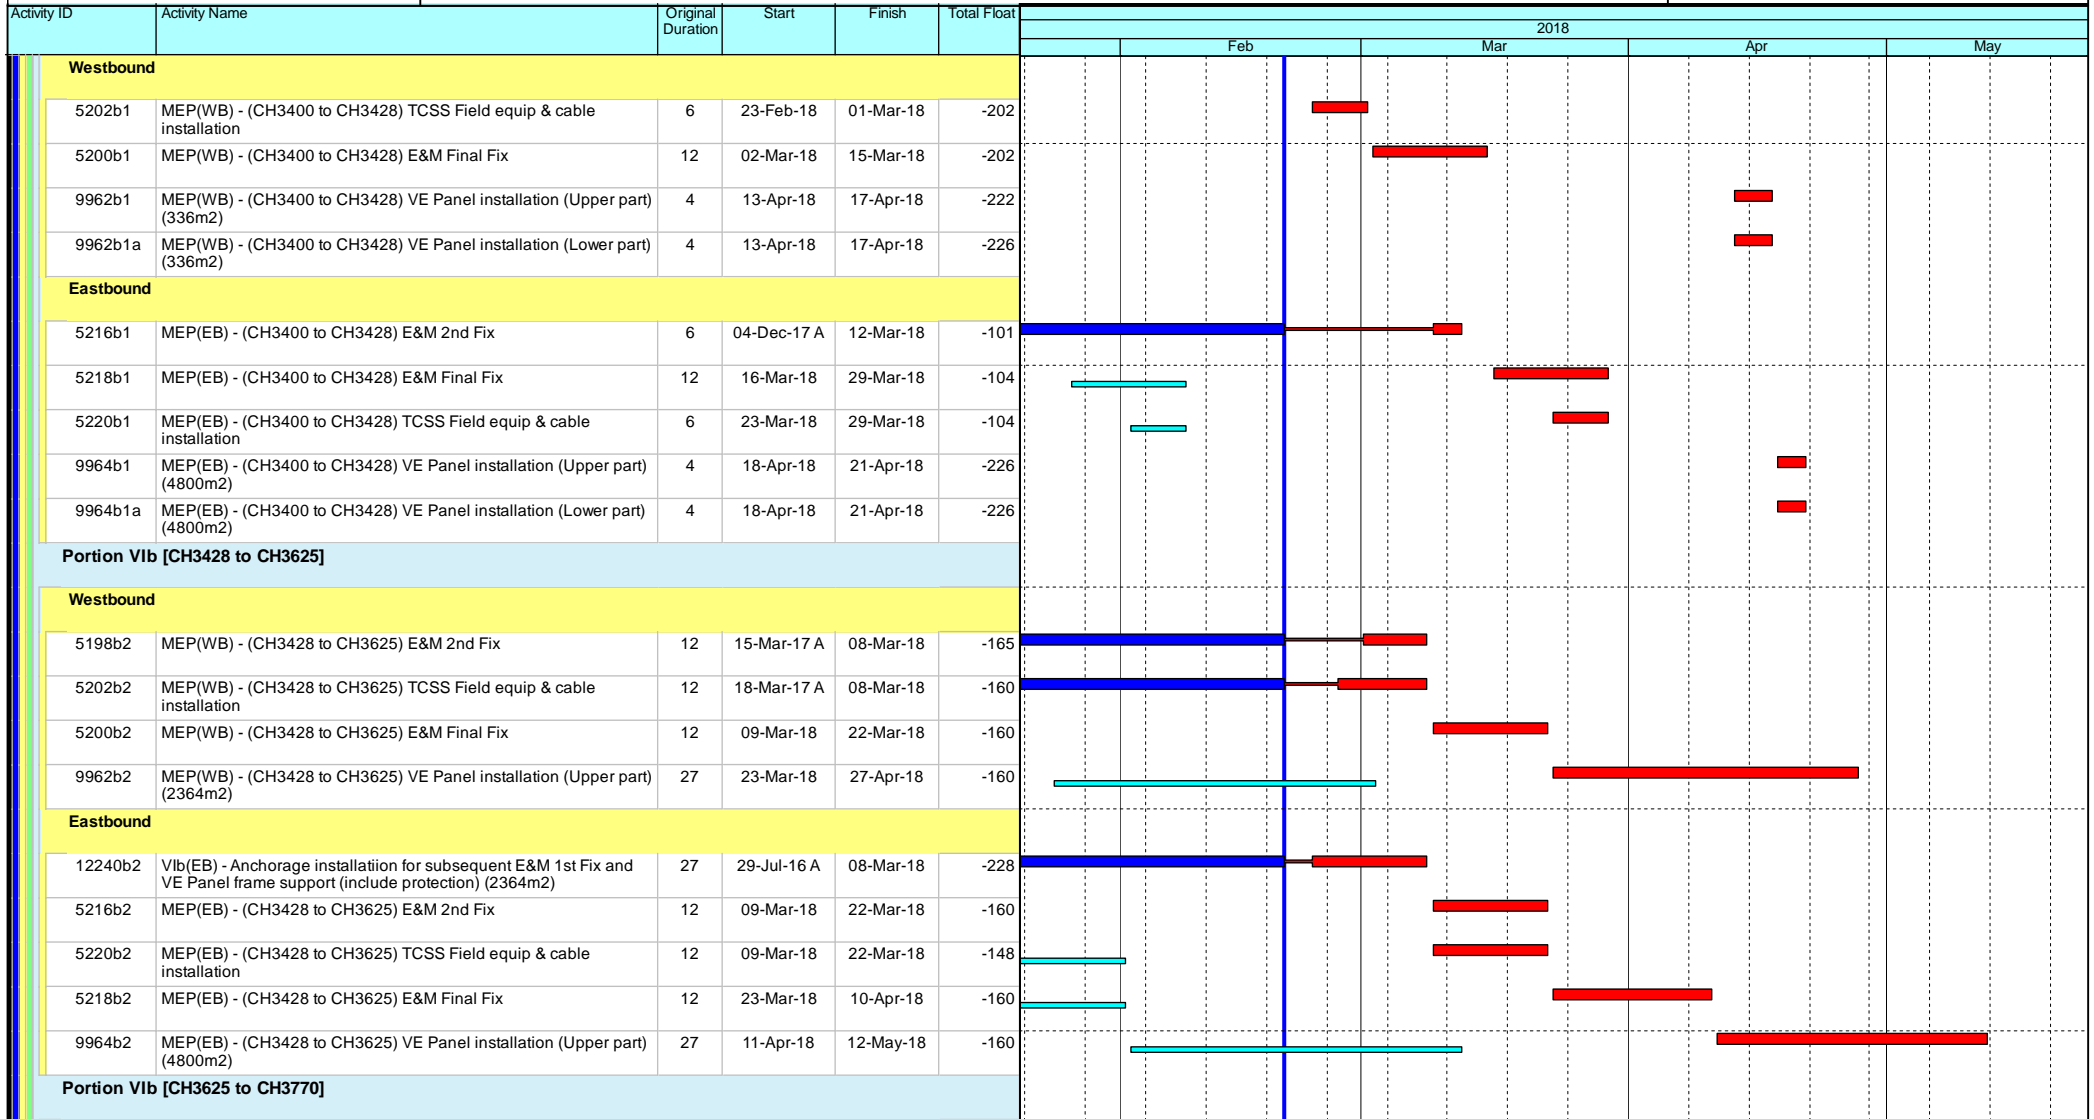 Activity ID Activity Name Original Start Finish Total Float
Duration
2018
Feb Mar Apr May
Westbound
5202b1 MEP(WB) - (CH3400 to CH3428) TCSS Field equip & cable 6 23-Feb-18 01-Mar-18 -202
installation
5200b1 MEP(WB) - (CH3400 to CH3428) E&M Final Fix 12 02-Mar-18 15-Mar-18 -202
9962b1 MEP(WB) - (CH3400 to CH3428) VE Panel installation (Upper part) 4 13-Apr-18 17-Apr-18 -222
(336m2)
9962b1a MEP(WB) - (CH3400 to CH3428) VE Panel installation (Lower part) 4 13-Apr-18 17-Apr-18 -226
(336m2)
Eastbound
5216b1 MEP(EB) - (CH3400 to CH3428) E&M 2nd Fix 6 04-Dec-17 A 12-Mar-18 -101
5218b1 MEP(EB) - (CH3400 to CH3428) E&M Final Fix 12 16-Mar-18 29-Mar-18 -104
5220b1 MEP(EB) - (CH3400 to CH3428) TCSS Field equip & cable 6 23-Mar-18 29-Mar-18 -104
installation
9964b1 MEP(EB) - (CH3400 to CH3428) VE Panel installation (Upper part) 4 18-Apr-18 21-Apr-18 -226
(4800m2)
9964b1a MEP(EB) - (CH3400 to CH3428) VE Panel installation (Lower part) 4 18-Apr-18 21-Apr-18 -226
(4800m2)
Portion VIb [CH3428 to CH3625]
Westbound
5198b2 MEP(WB) - (CH3428 to CH3625) E&M 2nd Fix 12 15-Mar-17 A 08-Mar-18 -165
5202b2 MEP(WB) - (CH3428 to CH3625) TCSS Field equip & cable 12 18-Mar-17 A 08-Mar-18 -160
installation
5200b2 MEP(WB) - (CH3428 to CH3625) E&M Final Fix 12 09-Mar-18 22-Mar-18 -160
9962b2 MEP(WB) - (CH3428 to CH3625) VE Panel installation (Upper part) 27 23-Mar-18 27-Apr-18 -160
(2364m2)
Eastbound
12240b2 VIb(EB) - Anchorage installatiion for subsequent E&M 1st Fix and 27 29-Jul-16 A 08-Mar-18 -228
VE Panel frame support (include protection) (2364m2)
5216b2 MEP(EB) - (CH3428 to CH3625) E&M 2nd Fix 12 09-Mar-18 22-Mar-18 -160
5220b2 MEP(EB) - (CH3428 to CH3625) TCSS Field equip & cable 12 09-Mar-18 22-Mar-18 -148
installation
5218b2 MEP(EB) - (CH3428 to CH3625) E&M Final Fix 12 23-Mar-18 10-Apr-18 -160
9964b2 MEP(EB) - (CH3428 to CH3625) VE Panel installation (Upper part) 27 11-Apr-18 12-May-18 -160
(4800m2)
Portion VIb [CH3625 to CH3770]